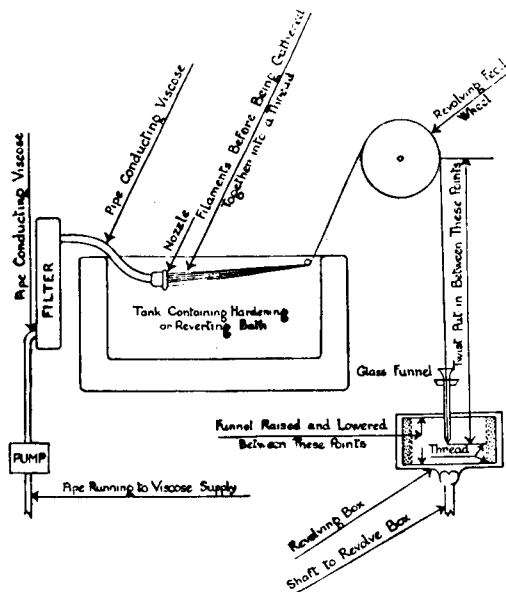 Pipe Conducting Viscose
Pipe Conducting Viscose
Filaments Before Being Gathered
Together into a Thread
Nozzle
Revolving Feed
Wheel
FILTER
Tank Containing Hardening
or Reverting Bath
Twist Put in Between These Points
Glass Funnel
Funnel Raised and Lowered
Between These Points
Thread
PUMP
Pipe Running to Viscose Supply
Revolving Box
Shaft to Revolve Box